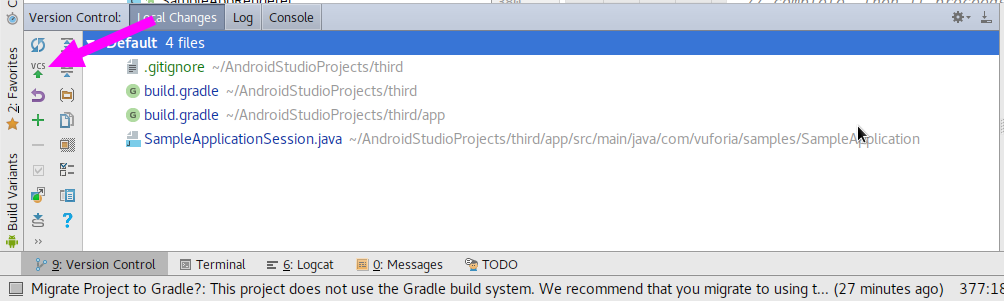 Version Control: Local Changes Log Console
Default 4 files
VCS
.gitignore ~/AndroidStudioProjects/third
build.gradle ~/AndroidStudioProjects/third
build.gradle ~/AndroidStudioProjects/third/app
SampleApplicationSession.java ~/AndroidStudioProjects/third/app/src/main/java/com/vuforia/samples/SampleApplication
2: Favorites
Build Variants
9: Version Control Terminal 6: Logcat 0: Messages TODO
Migrate Project to Gradle?: This project does not use the Gradle build system. We recommend that you migrate to using t... (27 minutes ago) 377:18